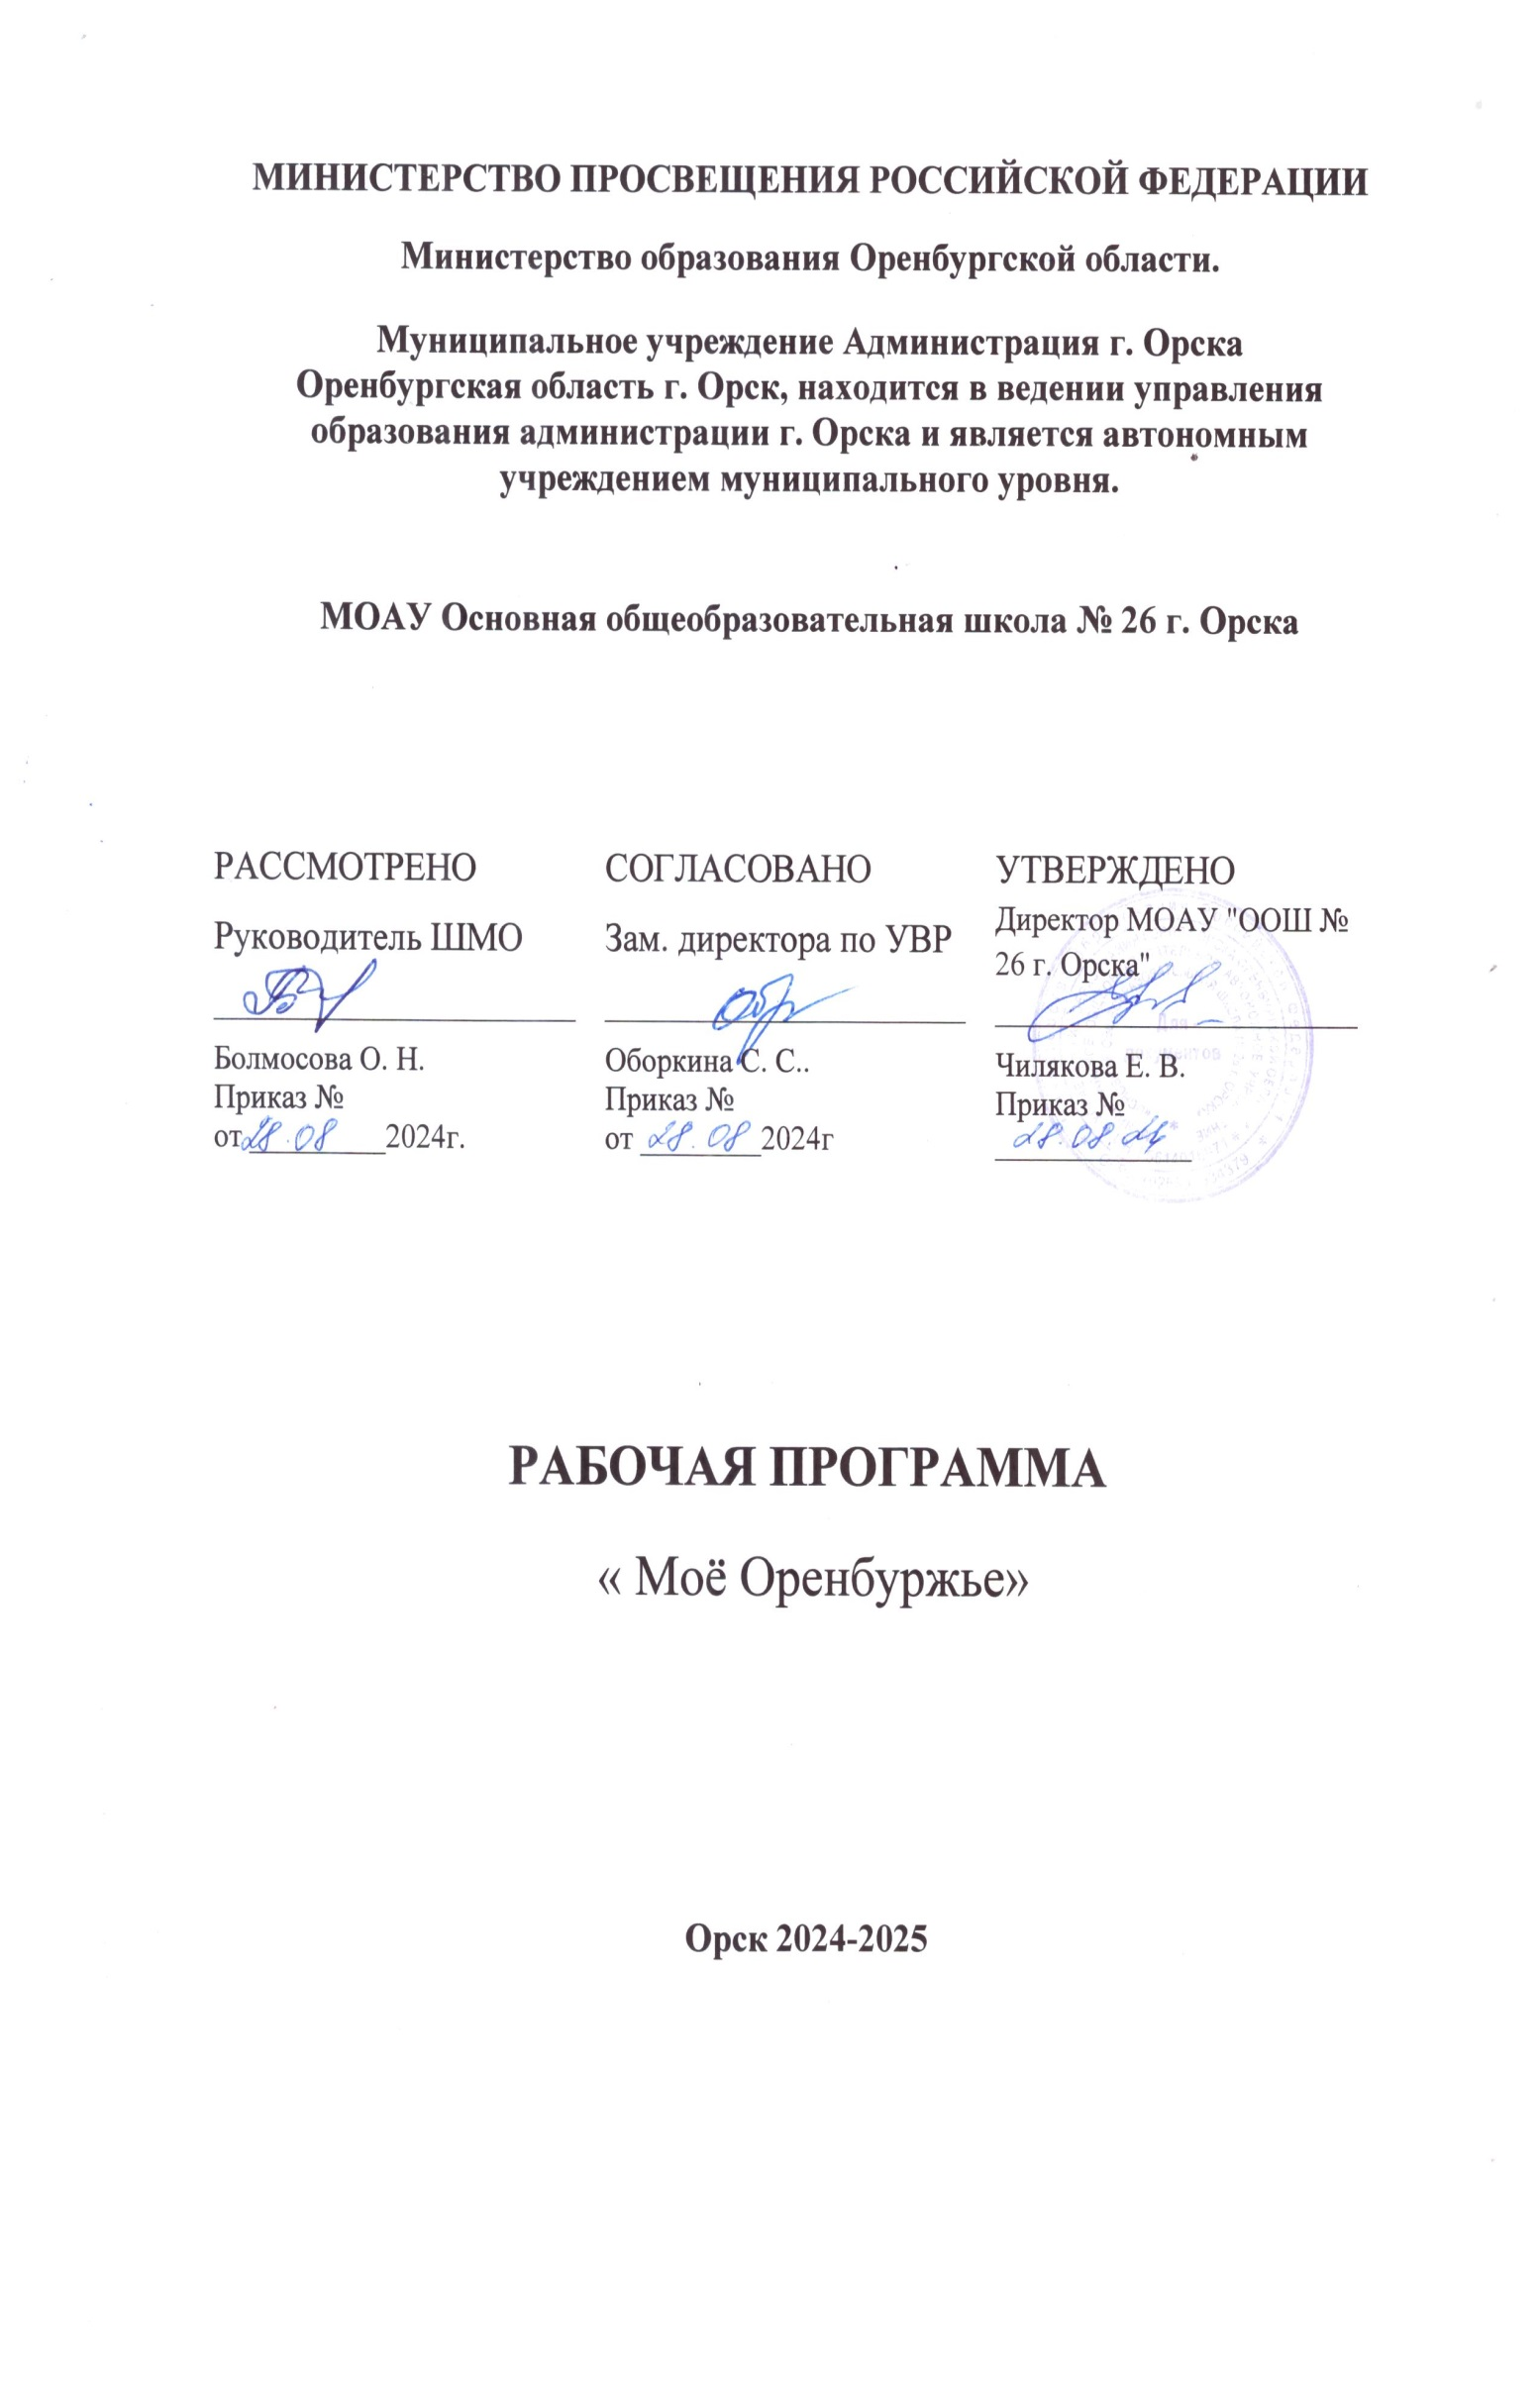 МИНИСТЕРСТВО ПРОСВЕЩЕНИЯ РОССИЙСКОЙ ФЕДЕРАЦИИ
Министерство образования Оренбургской области.
Муниципальное учреждение Администрация г. Орска
Оренбургская область г. Орск, находится в ведении управления
образования администрации г. Орска и является автономным
учреждением муниципального уровня.
МОАУ Основная общеобразовательная школа № 26 г. Орска
РАССМОТРЕНО
Руководитель ШМО
Болмосова О. Н.
Приказ №
от 28.08 2024г.
СОГЛАСОВАНО
Зам. директора по УВР
Оборкина С. С..
Приказ №
от 28.08 2024г
УТВЕРЖДЕНО
Директор МОАУ "ООШ №
26 г. Орска"
Чилякова Е. В.
Приказ №
28.08.24
Для
документов
РАБОЧАЯ ПРОГРАММА
« Моё Оренбуржье»
Орск 2024-2025